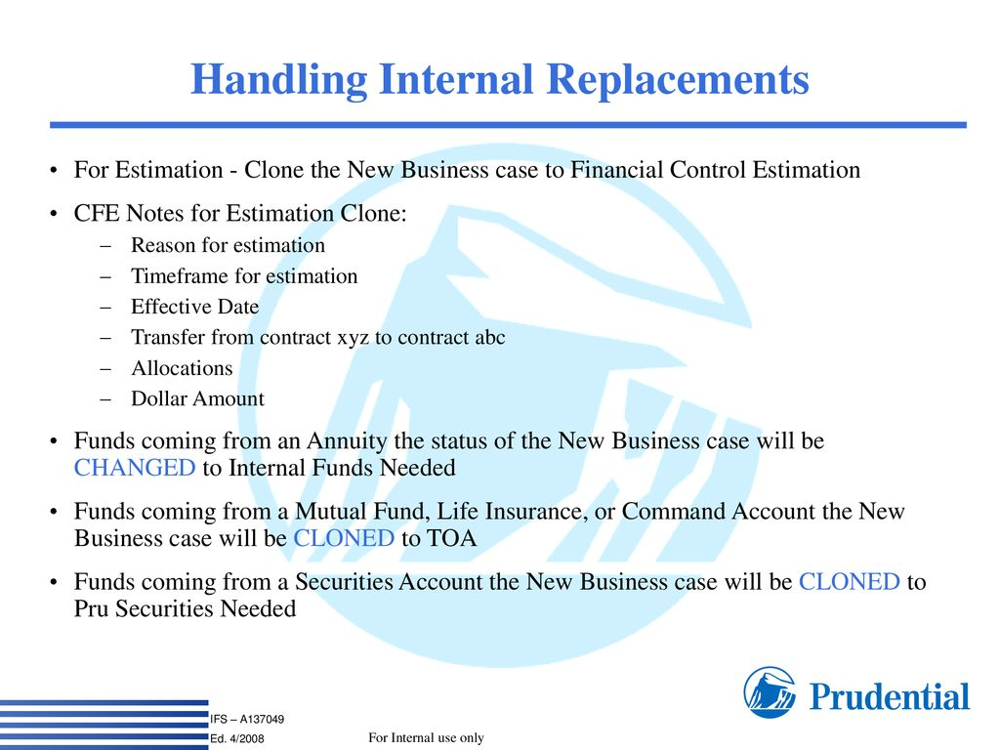 Handling Internal Replacements
• For Estimation - Clone the New Business case to Financial Control Estimation
• CFE Notes for Estimation Clone:
– Reason for estimation
– Timeframe for estimation
– Effective Date
– Transfer from contract xyz to contract abc
– Allocations
– Dollar Amount
• Funds coming from an Annuity the status of the New Business case will be
CHANGED to Internal Funds Needed
• Funds coming from a Mutual Fund, Life Insurance, or Command Account the New
Business case will be CLONED to TOA
• Funds coming from a Securities Account the New Business case will be CLONED to
Pru Securities Needed
Prudential
IFS – A137049
Ed. 4/2008
For Internal use only